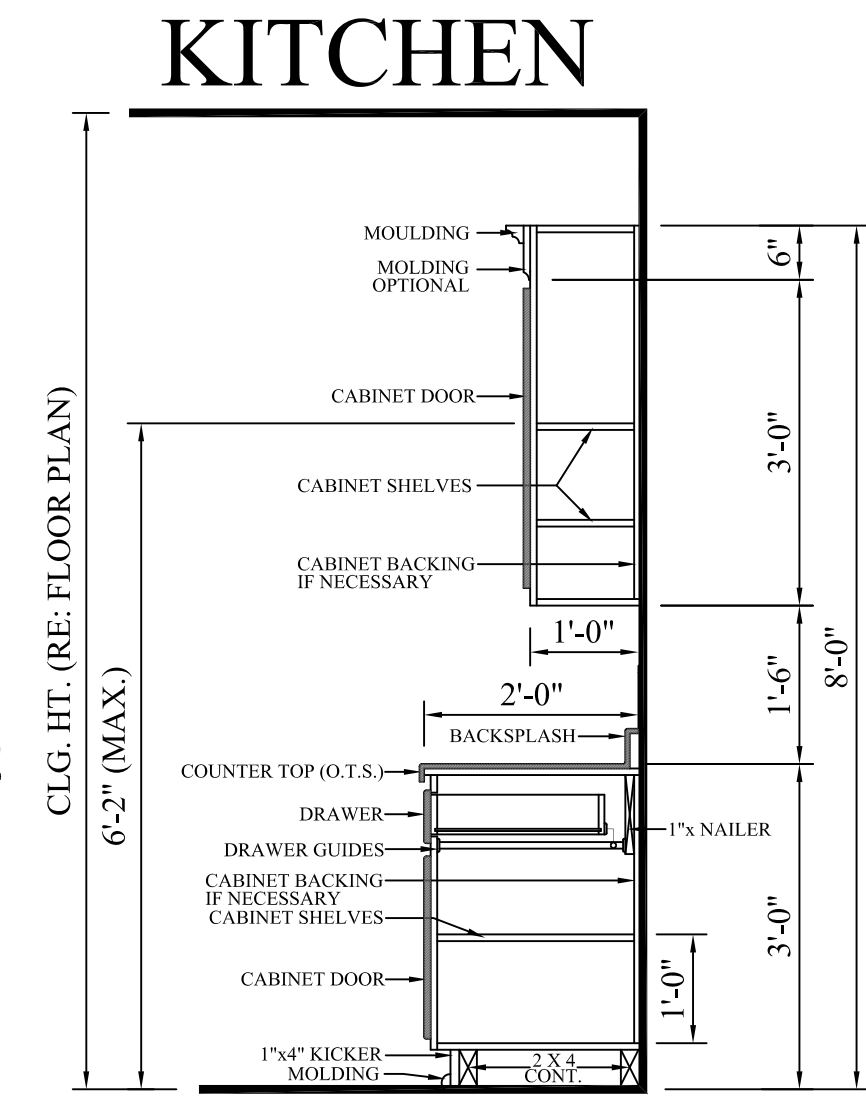 KITCHEN
MOULDING
6"
MOLDING
OPTIONAL
CABINET DOOR
3'-0"
CLG. HT. (RE: FLOOR PLAN)
CABINET SHELVES
CABINET BACKING
IF NECESSARY
1'-0"
8'-0"
1'-6"
6'-2" (MAX.)
2'-0"
BACKSPLASH
COUNTER TOP (O.T.S.)
DRAWER
1"x NAILER
DRAWER GUIDES
CABINET BACKING
IF NECESSARY
CABINET SHELVES
3'-0"
CABINET DOOR
1'-0"
1"x4" KICKER
2 X 4
CONT.
MOLDING